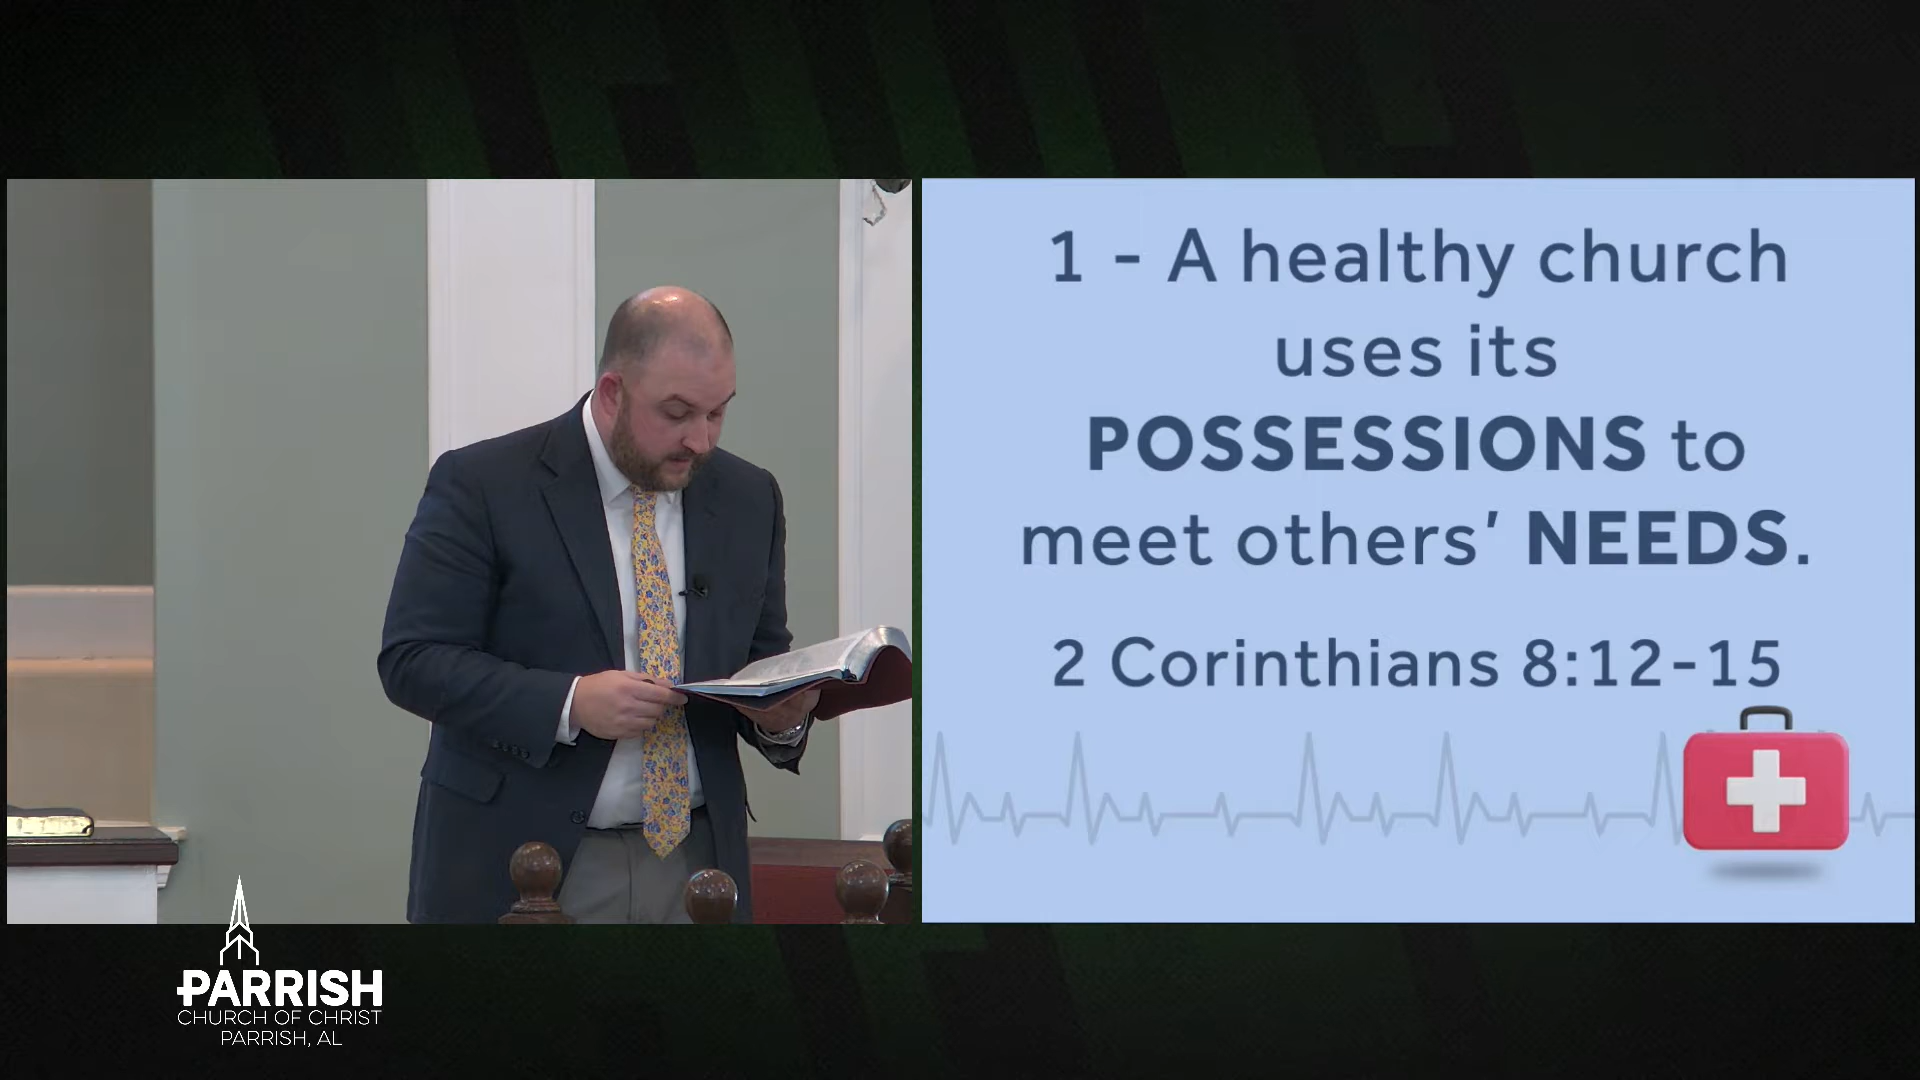 1 - A healthy church
uses its
POSSESSIONS to
meet others’ NEEDS.
2 Corinthians 8:12-15
PARRISH
CHURCH OF CHRIST
PARRISH, AL